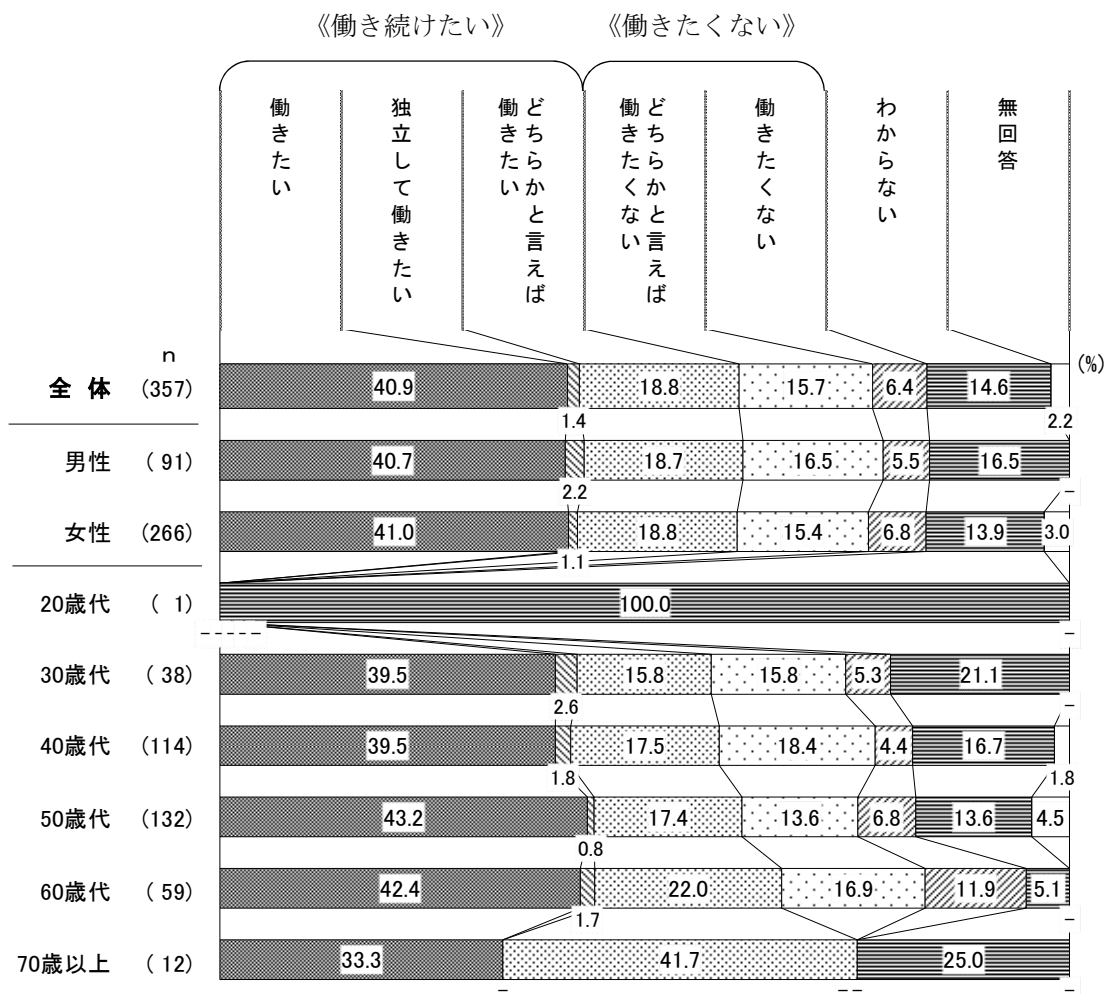 《働き続けたい》 《働きたくない》
働きたい
独立して働きたい
どちらかと言えば
働きたい
どちらかと言えば
働きたくない
働きたくない
わからない
無回答
n
(%)
全体 (357) 40.9 18.8 15.7 6.4 14.6
1.4 2.2
男性 ( 91) 40.7 18.7 16.5 5.5 16.5
2.2 -
女性 (266) 41.0 18.8 15.4 6.8 13.9 3.0
1.1
20歳代 ( 1) 100.0
- - - - - -
30歳代 ( 38) 39.5 15.8 15.8 5.3 21.1
2.6 -
40歳代 (114) 39.5 17.5 18.4 4.4 16.7
1.8 1.8
50歳代 (132) 43.2 17.4 13.6 6.8 13.6 4.5
0.8
60歳代 ( 59) 42.4 22.0 16.9 11.9 5.1
1.7 -
70歳以上 ( 12) 33.3 41.7 25.0
- - - -